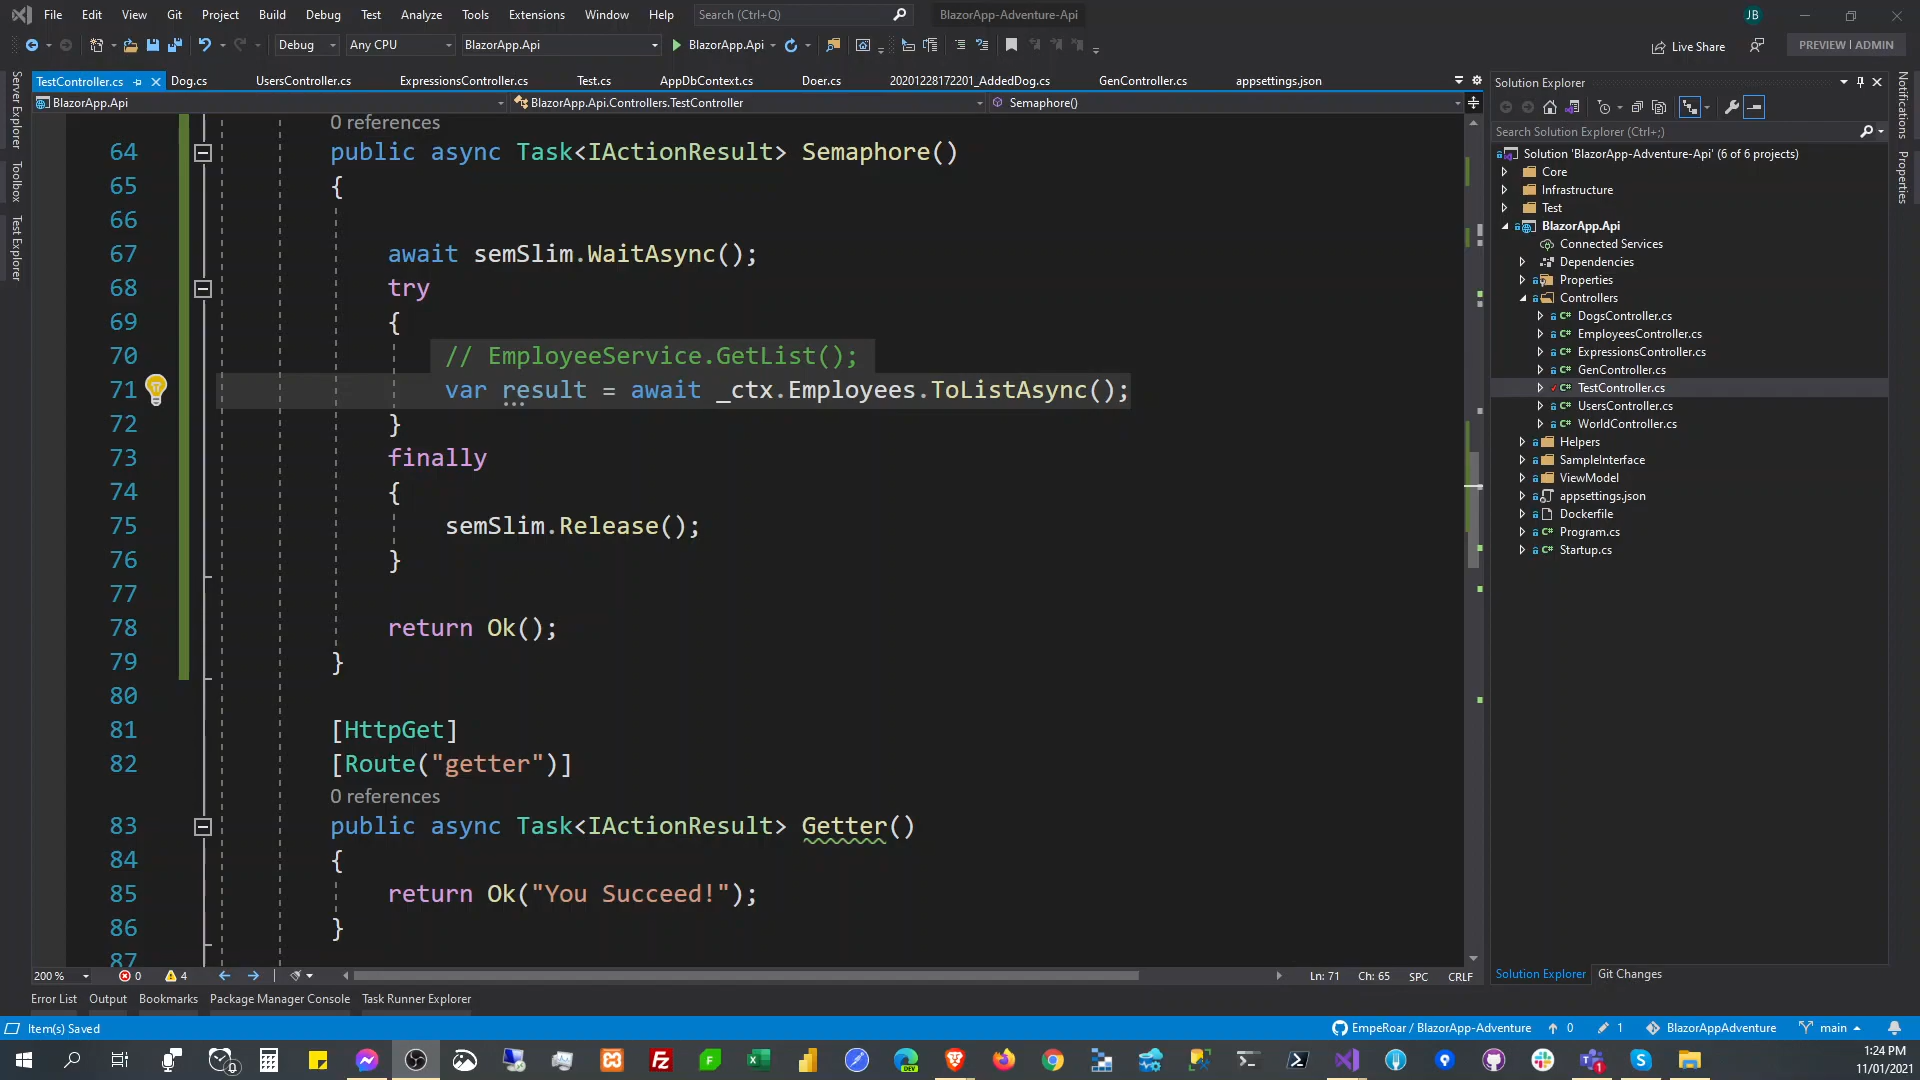 File Edit View Git Project Build Debug Test Analyze Tools Extensions Window Help Search (Ctrl+Q) BlazorApp-Adventure-Api JB
Debug Any CPU BlazorApp.Api BlazorApp.Api Live Share PREVIEW | ADMIN
TestController.cs Dog.cs UsersController.cs ExpressionsController.cs Test.cs AppDbContext.cs Doer.cs 20201228172201_AddedDog.cs GenController.cs appsettings.json
BlazorApp.Api BlazorApp.Api.Controllers.TestController Semaphore()
Server Explorer
Toolbox
Test Explorer
0 references
64 public async Task<IActionResult> Semaphore()
65 {
66
67 await semSlim.WaitAsync();
68 try
69 {
70 // EmployeeService.GetList();
71 var result = await _ctx.Employees.ToListAsync();
72 }
73 finally
74 {
75 semSlim.Release();
76 }
77
78 return Ok();
79 }
80
81 [HttpGet]
82 [Route("getter")]
0 references
83 public async Task<IActionResult> Getter()
84 {
85 return Ok("You Succeed!");
86 }
87
200 % 0 4 Ln: 71 Ch: 65 SPC CRLF
Error List Output Bookmarks Package Manager Console Task Runner Explorer
Solution Explorer
Search Solution Explorer (Ctrl+;)
Solution 'BlazorApp-Adventure-Api' (6 of 6 projects)
Core
Infrastructure
Test
BlazorApp.Api
Connected Services
Dependencies
Properties
Controllers
DogsController.cs
EmployeesController.cs
ExpressionsController.cs
GenController.cs
TestController.cs
UsersController.cs
WorldController.cs
Helpers
SampleInterface
ViewModel
appsettings.json
Dockerfile
Program.cs
Startup.cs
Solution Explorer Git Changes
Notifications
Properties
Item(s) Saved EmpeRoar / BlazorApp-Adventure 0 1 BlazorAppAdventure main
1:24 PM
11/01/2021